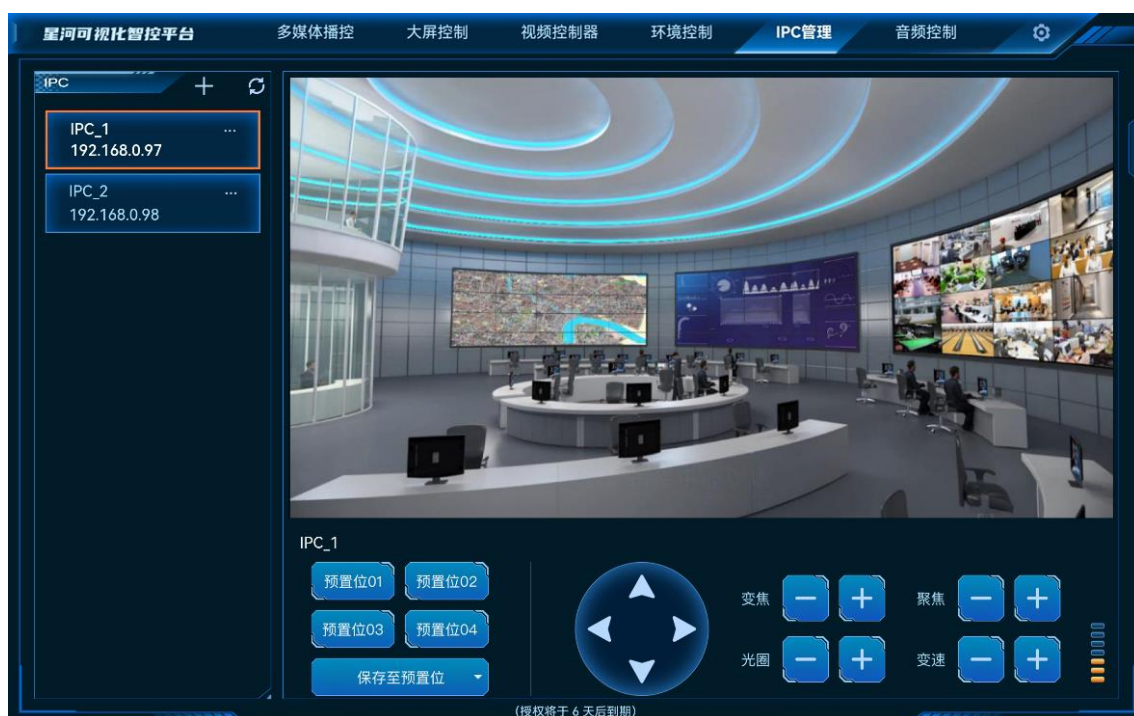 星河可视化智控平台
多媒体播控
大屏控制
视频控制器
环境控制
IPC管理
音频控制
IPC
IPC_1
192.168.0.97
IPC_2
192.168.0.98
IPC_1
预置位01
预置位02
预置位03
预置位04
保存至预置位
变焦
聚焦
光圈
变速
(授权将于 6 天后到期)